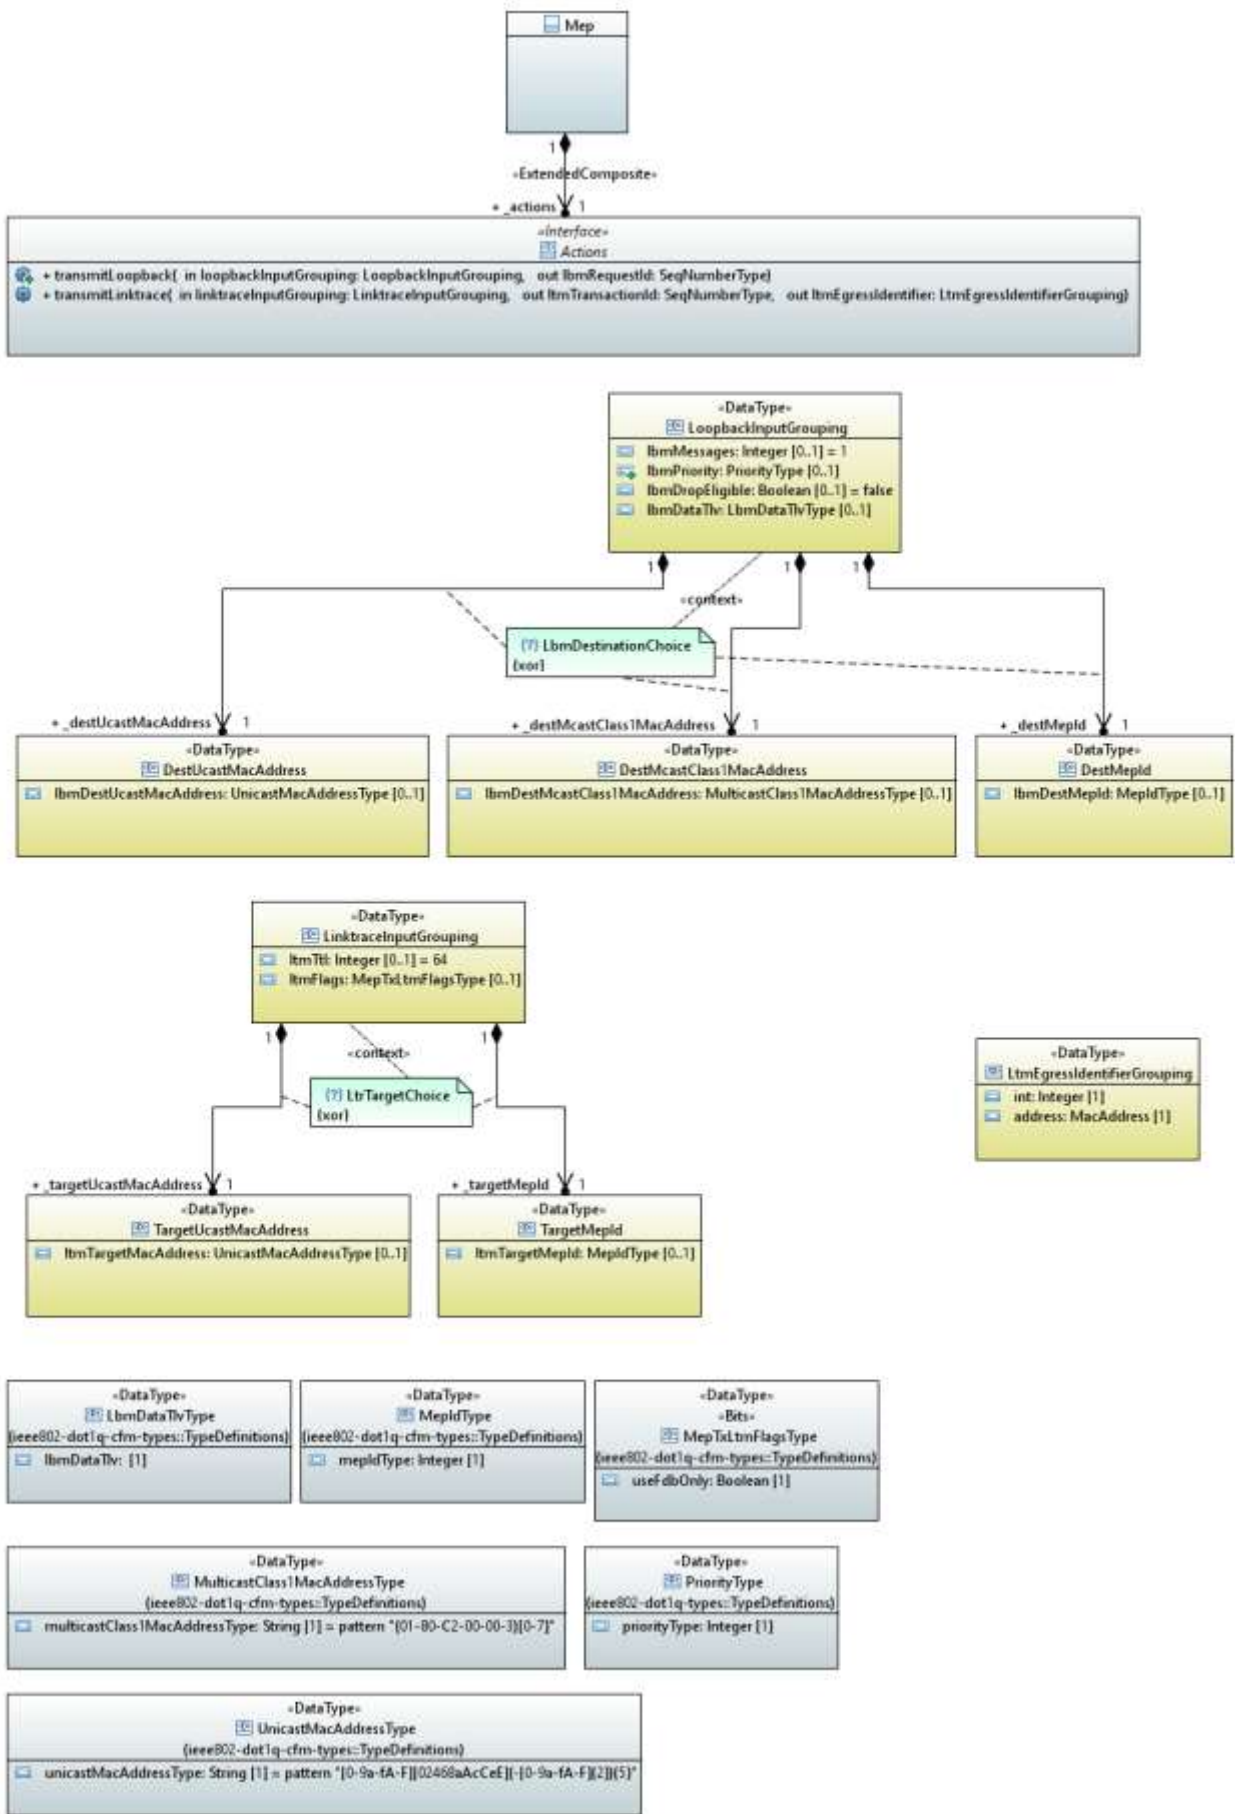 Mep
1
«ExtendedComposite»
+ _actions 1
«Interface»
Actions
+ transmitLoopback( in loopbackInputGrouping: LoopbackInputGrouping, out lbmRequestId: SeqNumberType)
+ transmitLinktrace( in linktraceInputGrouping: LinktraceInputGrouping, out ltmTransactionId: SeqNumberType, out ltmEgressIdentifier: LtmEgressIdentifierGrouping)
«DataType»
LoopbackInputGrouping
lbmMessages: Integer [0..1] = 1
lbmPriority: PriorityType [0..1]
lbmDropEligible: Boolean [0..1] = false
lbmDataTlv: LbmDataTlvType [0..1]
1 1 1
«context»
{?} LbmDestinationChoice
{xor}
+ _destUcastMacAddress 1
+ _destMcastClass1MacAddress 1
+ _destMepId 1
«DataType»
DestUcastMacAddress
lbmDestUcastMacAddress: UnicastMacAddressType [0..1]
«DataType»
DestMcastClass1MacAddress
lbmDestMcastClass1MacAddress: MulticastClass1MacAddressType [0..1]
«DataType»
DestMepId
lbmDestMepId: MepIdType [0..1]
«DataType»
LinktraceInputGrouping
ltmTtl: Integer [0..1] = 64
ltmFlags: MepTxLtmFlagsType [0..1]
1 1
«context»
{?} LtrTargetChoice
{xor}
«DataType»
LtmEgressIdentifierGrouping
int: Integer [1]
address: MacAddress [1]
+ _targetUcastMacAddress 1
+ _targetMepId 1
«DataType»
TargetUcastMacAddress
ltmTargetMacAddress: UnicastMacAddressType [0..1]
«DataType»
TargetMepId
ltmTargetMepId: MepIdType [0..1]
«DataType»
LbmDataTlvType
(ieee802-dot1q-cfm-types::TypeDefinitions)
lbmDataTlv: [1]
«DataType»
MepIdType
(ieee802-dot1q-cfm-types::TypeDefinitions)
mepIdType: Integer [1]
«DataType»
«Bits»
MepTxLtmFlagsType
(ieee802-dot1q-cfm-types::TypeDefinitions)
useFdbOnly: Boolean [1]
«DataType»
MulticastClass1MacAddressType
(ieee802-dot1q-cfm-types::TypeDefinitions)
multicastClass1MacAddressType: String [1] = pattern "(01-80-C2-00-00-3)[0-7]"
«DataType»
PriorityType
(ieee802-dot1q-types::TypeDefinitions)
priorityType: Integer [1]
«DataType»
UnicastMacAddressType
(ieee802-dot1q-cfm-types::TypeDefinitions)
unicastMacAddressType: String [1] = pattern "[0-9a-fA-F][02468aAcCeE](-[0-9a-fA-F]{2}){5}"